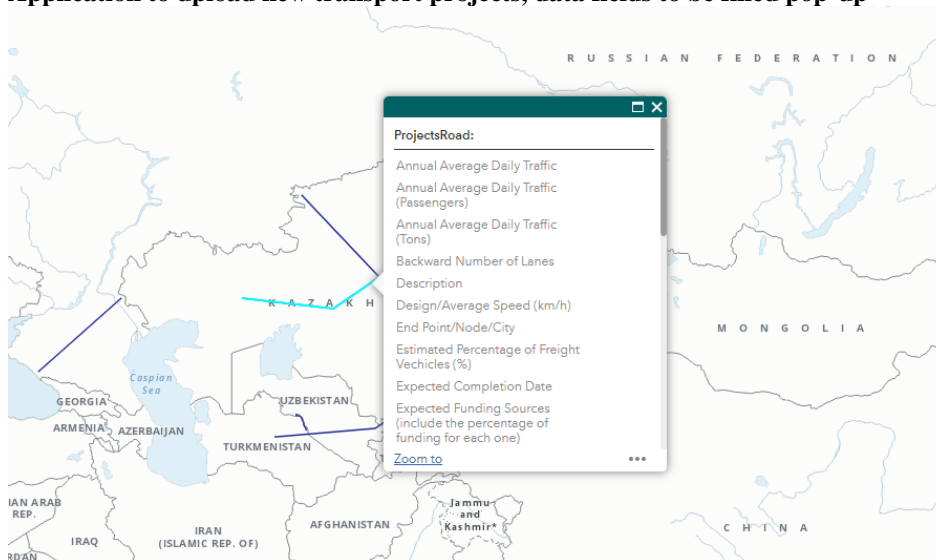 Application to upload new transport projects, data fields to be filled pop-up
RUSSIAN FEDERATION
ProjectsRoad:
Annual Average Daily Traffic
Annual Average Daily Traffic
(Passengers)
Annual Average Daily Traffic
(Tons)
Backward Number of Lanes
Description
Design/Average Speed (km/h)
End Point/Node/City
Estimated Percentage of Freight
Vechicles (%)
Expected Completion Date
Expected Funding Sources
(include the percentage of
funding for each one)
Zoom to
KAZAKH
MONGOLIA
Caspian
Sea
GEORGIA
UZBEKISTAN
ARMENIA
AZERBAIJAN
TURKMENISTAN
IAN ARAB
REP.
IRAQ
IRAN
(ISLAMIC REP. OF)
AFGHANISTAN
Jammu
and
Kashmir*
CHINA
RDAN